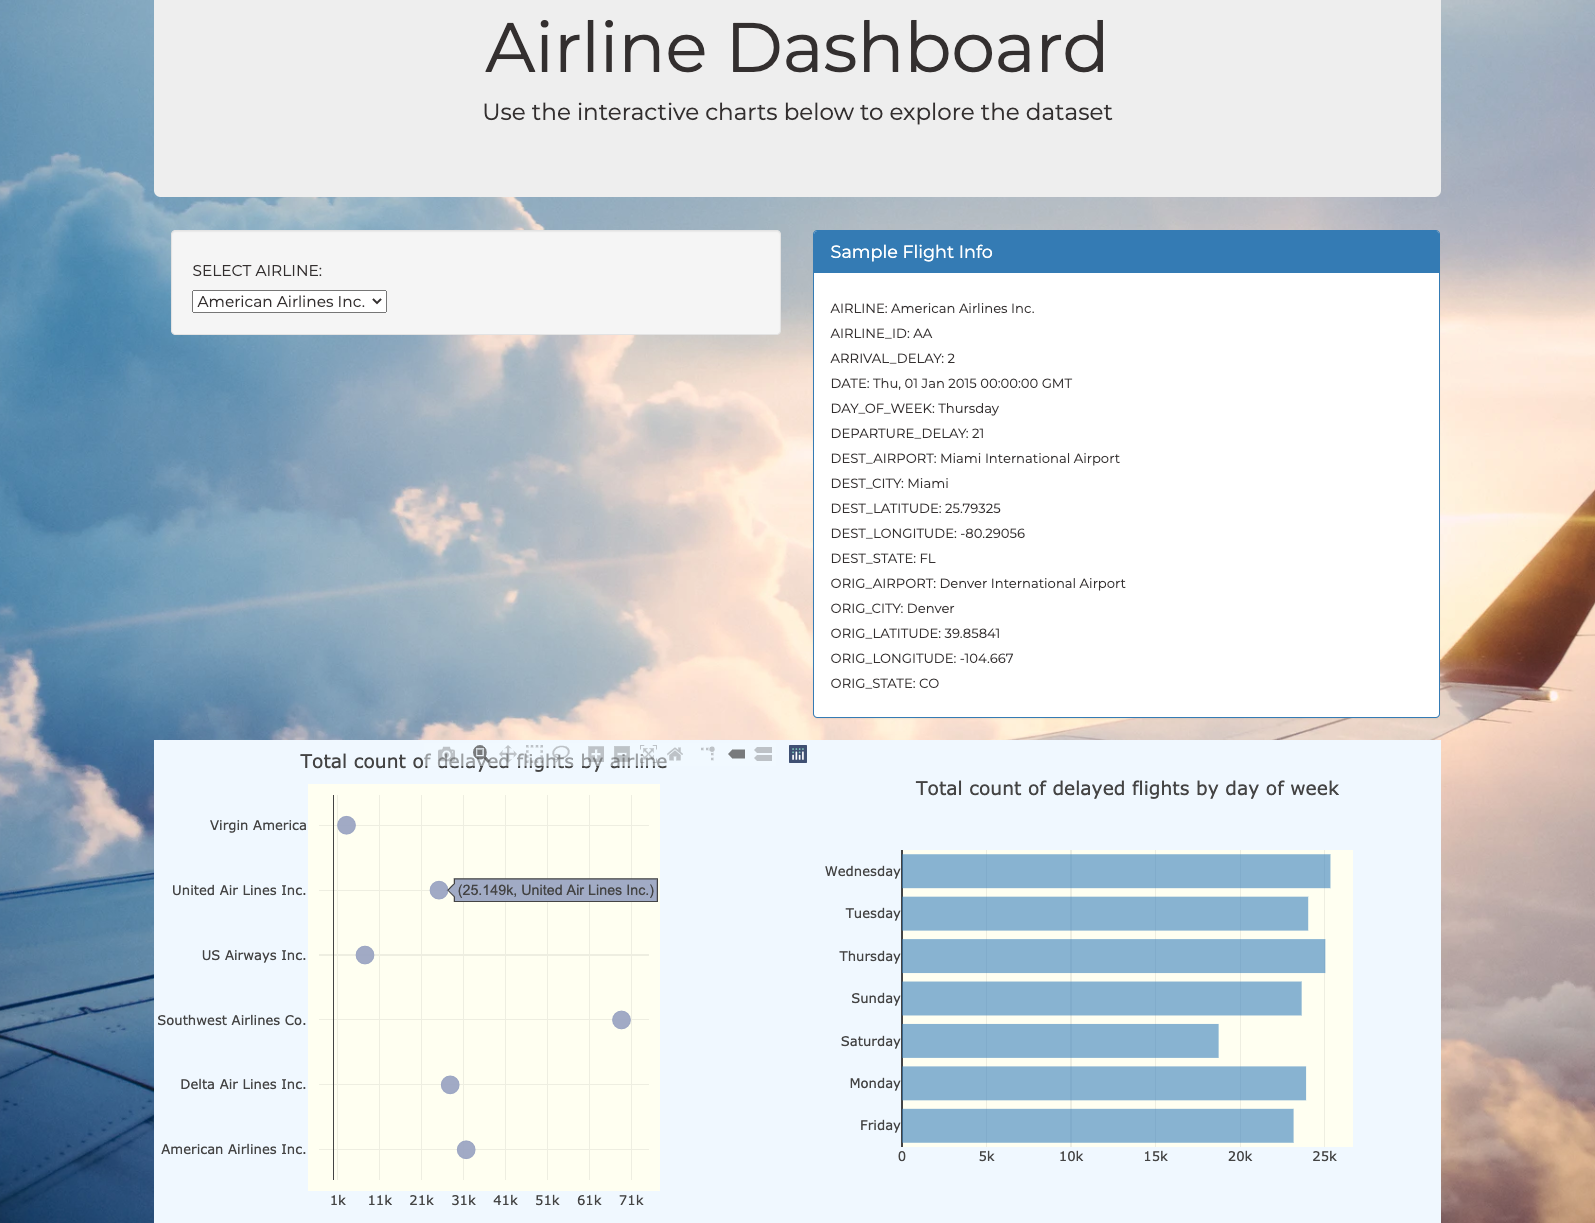 Airline Dashboard
Use the interactive charts below to explore the dataset
SELECT AIRLINE:
American Airlines Inc.
Sample Flight Info
AIRLINE: American Airlines Inc.
AIRLINE_ID: AA
ARRIVAL_DELAY: 2
DATE: Thu, 01 Jan 2015 00:00:00 GMT
DAY_OF_WEEK: Thursday
DEPARTURE_DELAY: 21
DEST_AIRPORT: Miami International Airport
DEST_CITY: Miami
DEST_LATITUDE: 25.79325
DEST_LONGITUDE: -80.29056
DEST_STATE: FL
ORIG_AIRPORT: Denver International Airport
ORIG_CITY: Denver
ORIG_LATITUDE: 39.85841
ORIG_LONGITUDE: -104.667
ORIG_STATE: CO
Total count of delayed flights by airline
Virgin America
United Air Lines Inc.
(25.149k, United Air Lines Inc.)
US Airways Inc.
Southwest Airlines Co.
Delta Air Lines Inc.
American Airlines Inc.
1k 11k 21k 31k 41k 51k 61k 71k
Total count of delayed flights by day of week
Wednesday
Tuesday
Thursday
Sunday
Saturday
Monday
Friday
0 5k 10k 15k 20k 25k